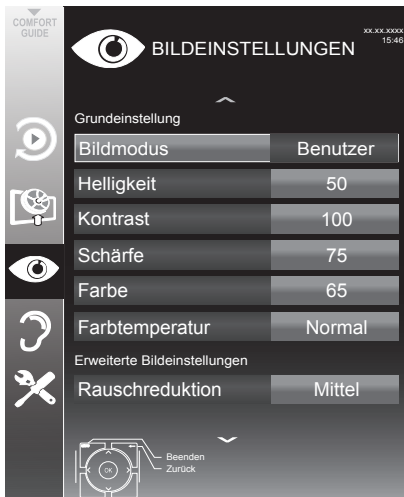 COMFORT
GUIDE
BILDEINSTELLUNGEN
xx.xx.xxxx
15:46
Grundeinstellung
Bildmodus Benutzer
Helligkeit 50
Kontrast 100
Schärfe 75
Farbe 65
Farbtemperatur Normal
Erweiterte Bildeinstellungen
Rauschreduktion Mittel
Beenden
Zurück
OK